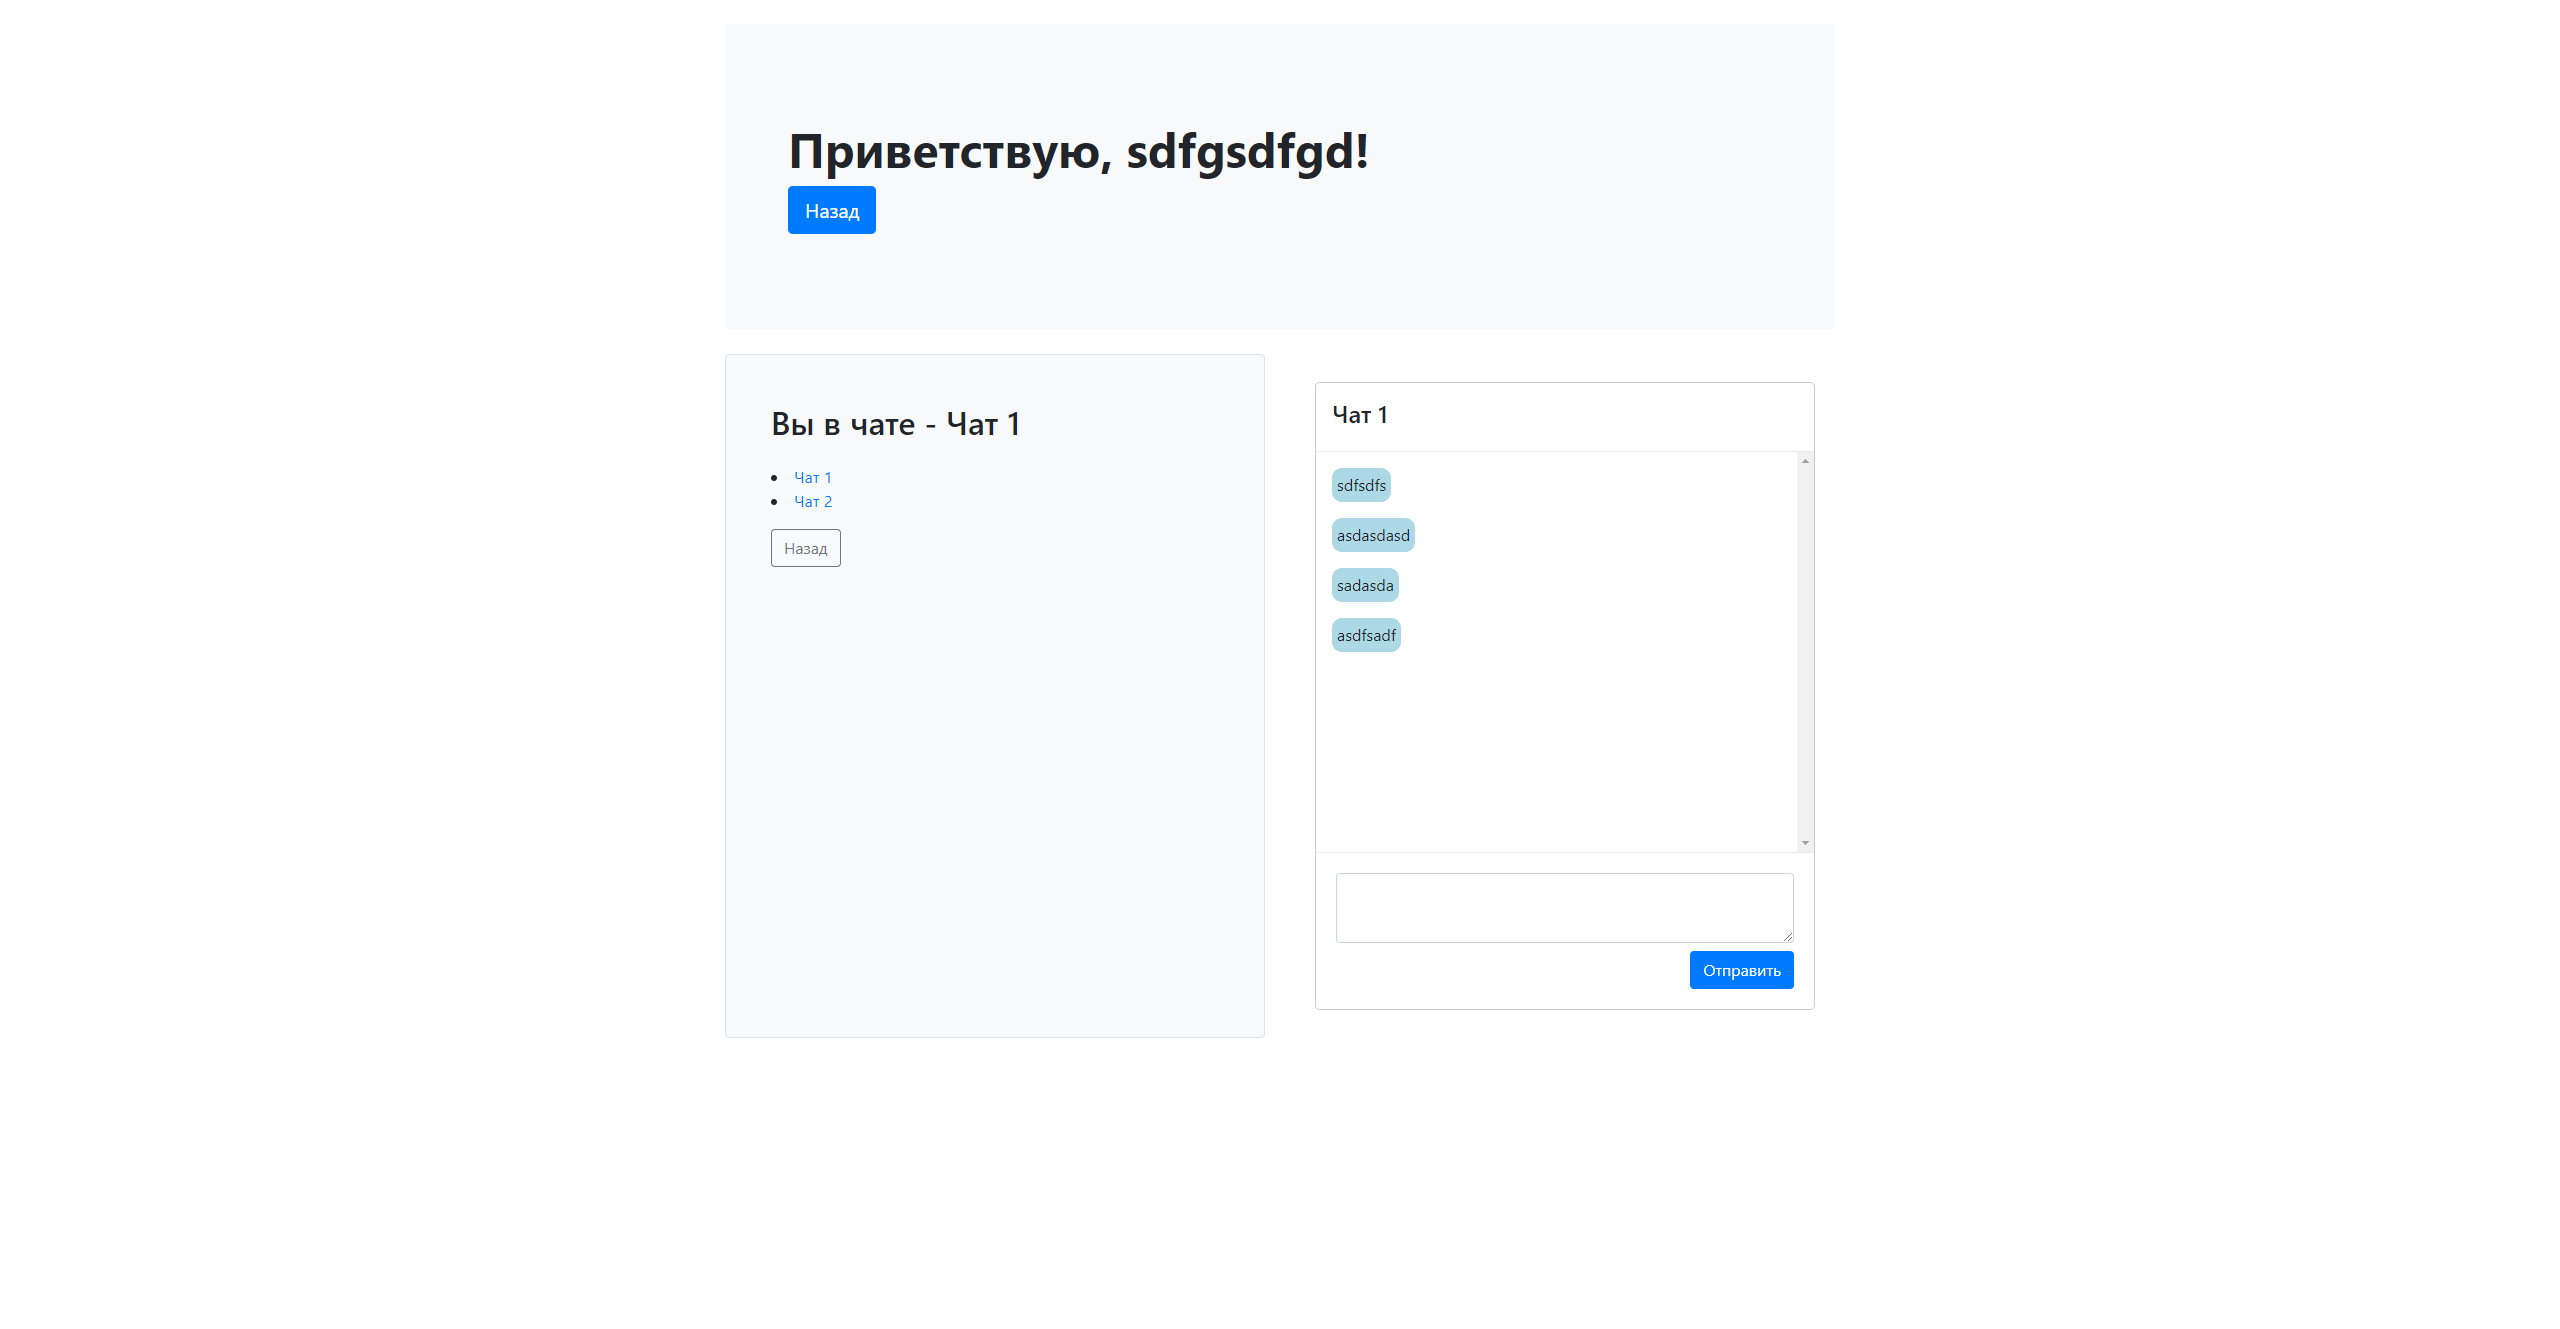 Приветствую, sdfgsdfgd!
Назад
Вы в чате - Чат 1
Чат 1
Чат 2
Назад
Чат 1
sdfsdfs
asdasdasd
sadasda
asdfsadf
Отправить